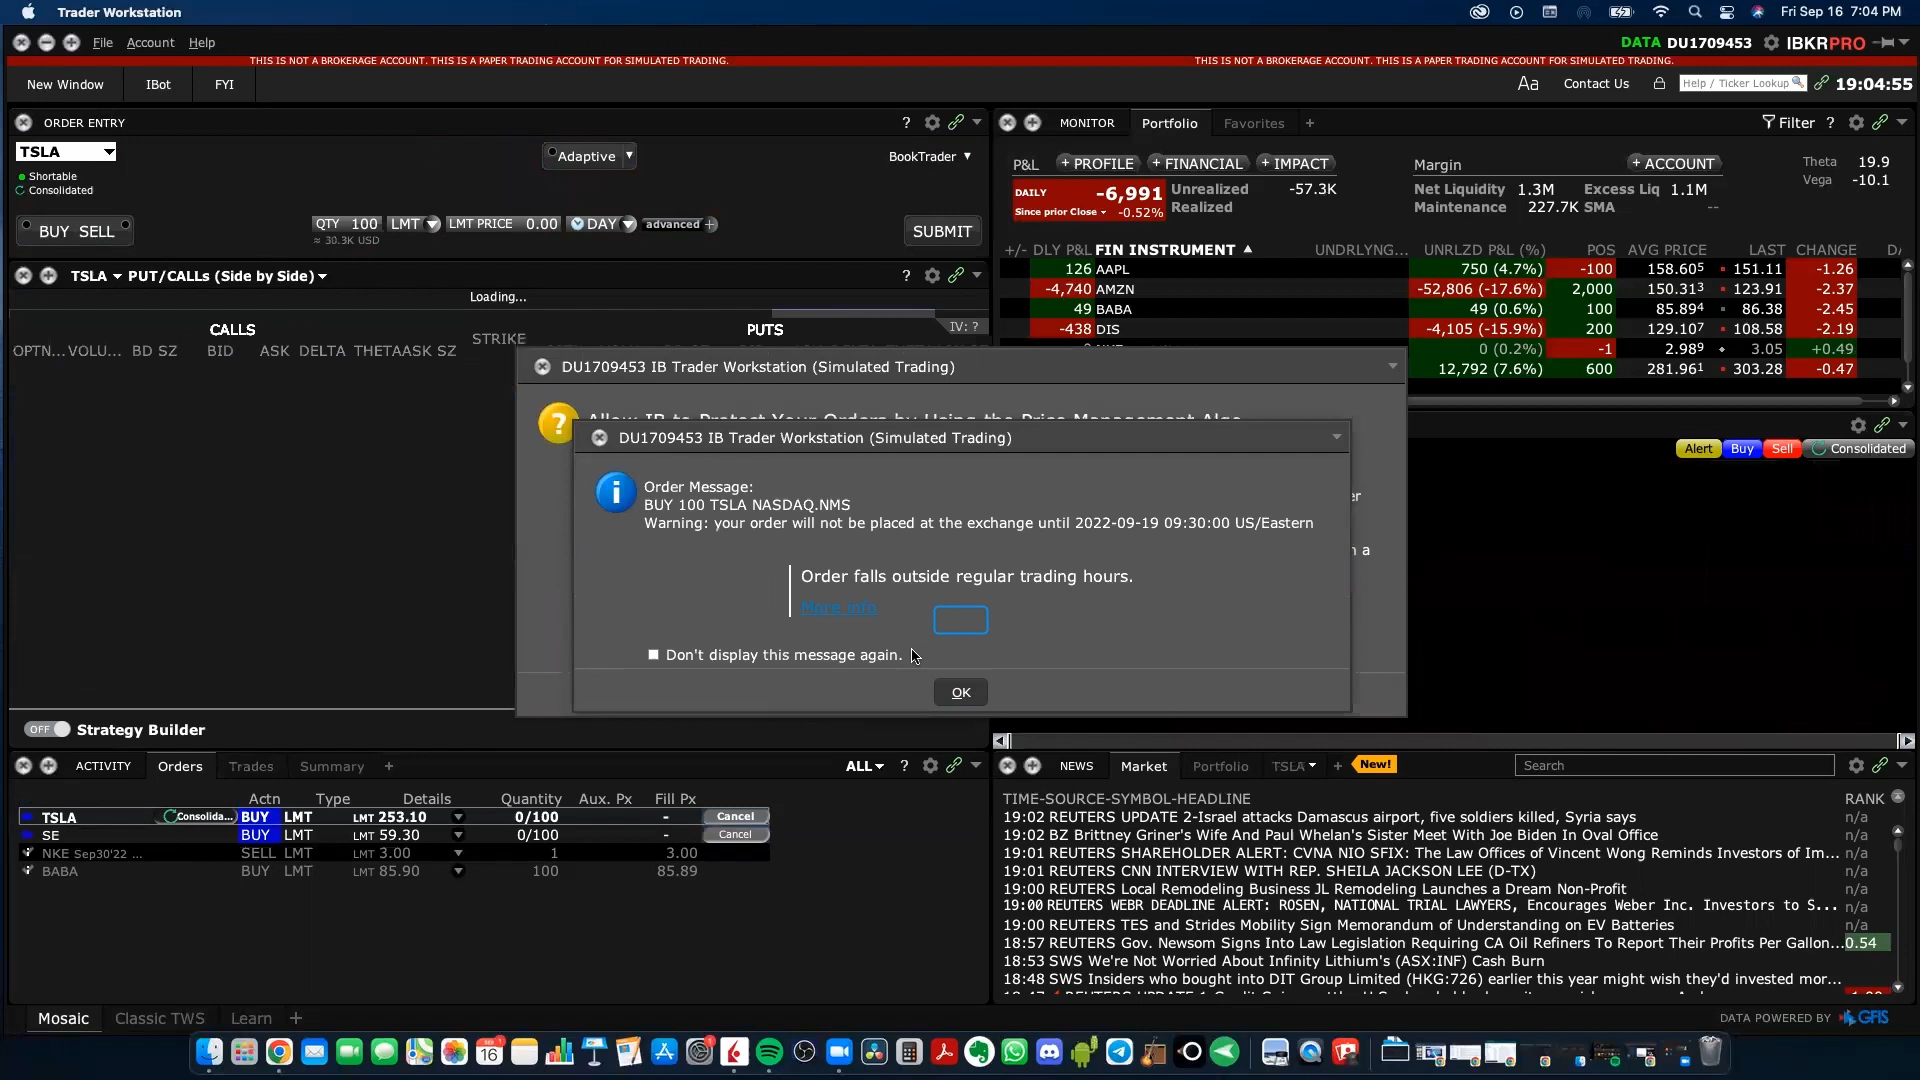 Trader Workstation
Fri Sep 16 7:04 PM
File Account Help
DATA DU1709453 IBKRPRO
THIS IS NOT A BROKERAGE ACCOUNT. THIS IS A PAPER TRADING ACCOUNT FOR SIMULATED TRADING.
THIS IS NOT A BROKERAGE ACCOUNT. THIS IS A PAPER TRADING ACCOUNT FOR SIMULATED TRADING.
New Window IBot FYI
Aa Contact Us Help / Ticker Lookup 19:04:55
ORDER ENTRY ?
TSLA
Shortable
Consolidated
Adaptive
BookTrader
BUY SELL
QTY 100 LMT LMT PRICE 0.00 DAY advanced +
≈ 30.3K USD
SUBMIT
TSLA PUT/CALLs (Side by Side) ?
Loading...
CALLS PUTS IV: ?
STRIKE
OPTN... VOLU... BD SZ BID ASK DELTA THETA ASK SZ
OFF Strategy Builder
MONITOR Portfolio Favorites +
Filter ?
P&L + PROFILE + FINANCIAL + IMPACT
DAILY -6,991
Since prior Close -0.52%
Unrealized -57.3K
Realized
Margin + ACCOUNT
Net Liquidity 1.3M Excess Liq 1.1M
Maintenance 227.7K SMA --
Theta 19.9
Vega -10.1
+/- DLY P&L FIN INSTRUMENT UNDRLYNG... UNRLZD P&L (%) POS AVG PRICE LAST CHANGE
126 AAPL 750 (4.7%) -100 158.605 151.11 -1.26
-4,740 AMZN -52,806 (-17.6%) 2,000 150.313 123.91 -2.37
49 BABA 49 (0.6%) 100 85.894 86.38 -2.45
-438 DIS -4,105 (-15.9%) 200 129.107 108.58 -2.19
0 (0.2%) -1 2.989 3.05 +0.49
12,792 (7.6%) 600 281.961 303.28 -0.47
Alert Buy Sell Consolidated
DU1709453 IB Trader Workstation (Simulated Trading)
?
Allow IB to Protect Your Orders by Using the Price Management Algo
DU1709453 IB Trader Workstation (Simulated Trading)
i
Order Message:
BUY 100 TSLA NASDAQ.NMS
Warning: your order will not be placed at the exchange until 2022-09-19 09:30:00 US/Eastern
Order falls outside regular trading hours.
More info
Don't display this message again.
OK
ACTIVITY Orders Trades Summary +
ALL ?
Actn Type Details Quantity Aux. Px Fill Px
TSLA Consolida... BUY LMT LMT 253.10 0/100 - Cancel
SE BUY LMT LMT 59.30 0/100 - Cancel
NKE Sep30'22 ... SELL LMT LMT 3.00 1 3.00
BABA BUY LMT LMT 85.90 100 85.89
NEWS Market Portfolio TSLA + New!
Search
TIME-SOURCE-SYMBOL-HEADLINE RANK
19:02 REUTERS UPDATE 2-Israel attacks Damascus airport, five soldiers killed, Syria says n/a
19:02 BZ Brittney Griner's Wife And Paul Whelan's Sister Meet With Joe Biden In Oval Office n/a
19:01 REUTERS SHAREHOLDER ALERT: CVNA NIO SFIX: The Law Offices of Vincent Wong Reminds Investors of Im... n/a
19:01 REUTERS CNN INTERVIEW WITH REP. SHEILA JACKSON LEE (D-TX) n/a
19:00 REUTERS Local Remodeling Business JL Remodeling Launches a Dream Non-Profit n/a
19:00 REUTERS WEBR DEADLINE ALERT: ROSEN, NATIONAL TRIAL LAWYERS, Encourages Weber Inc. Investors to S... n/a
19:00 REUTERS TES and Strides Mobility Sign Memorandum of Understanding on EV Batteries n/a
18:57 REUTERS Gov. Newsom Signs Into Law Legislation Requiring CA Oil Refiners To Report Their Profits Per Gallon... 0.54
18:53 SWS We're Not Worried About Infinity Lithium's (ASX:INF) Cash Burn
18:48 SWS Insiders who bought into DIT Group Limited (HKG:726) earlier this year might wish they'd invested mor...
Mosaic Classic TWS Learn +
DATA POWERED BY GFIS
16